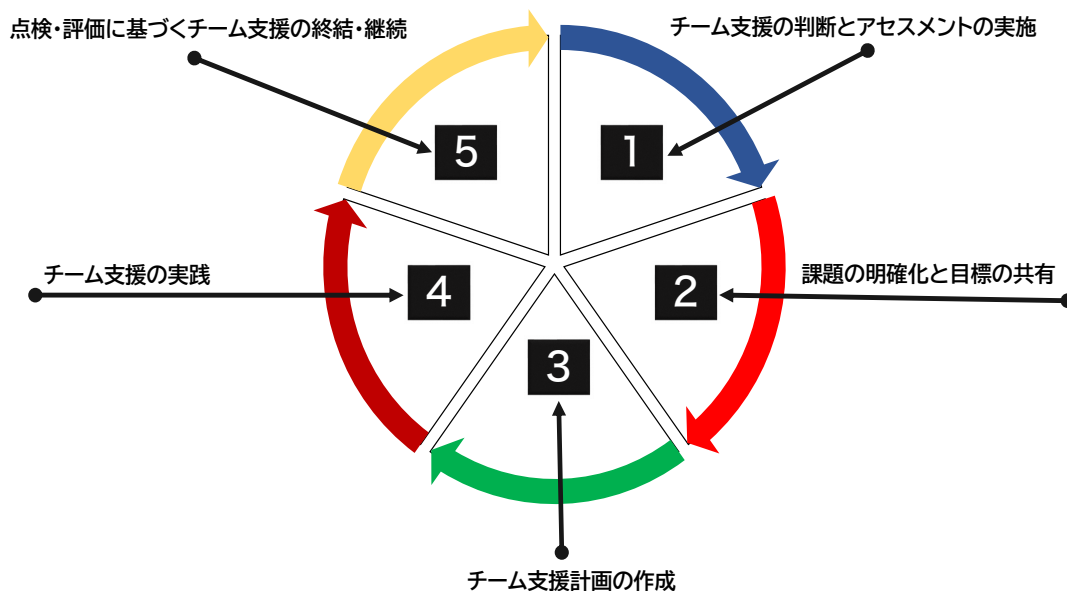 点検・評価に基づくチーム支援の終結・継続
チーム支援の判断とアセスメントの実施
5
1
チーム支援の実践
課題の明確化と目標の共有
4
2
3
チーム支援計画の作成